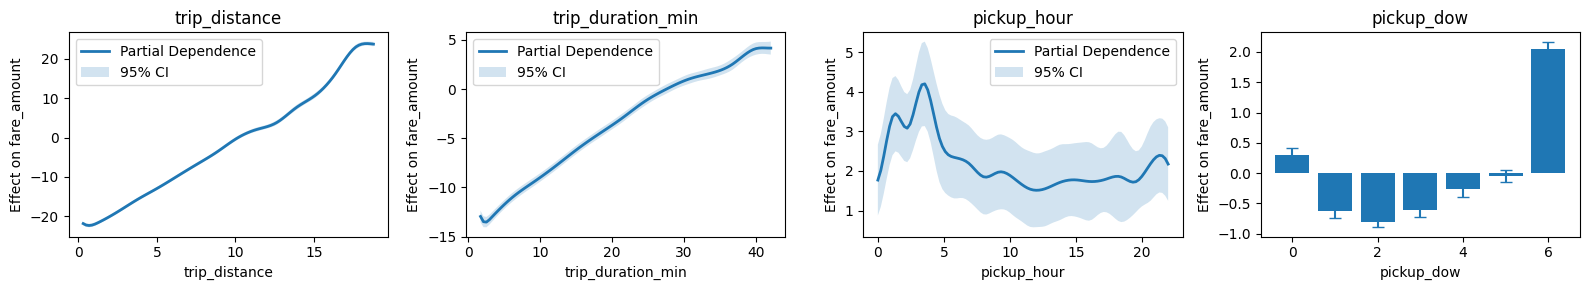 trip_distance
Effect on fare_amount
20
10
0
−10
−20
Partial Dependence
95% CI
0 5 10 15
trip_distance
trip_duration_min
Effect on fare_amount
5
0
−5
−10
−15
Partial Dependence
95% CI
0 10 20 30 40
trip_duration_min
pickup_hour
Effect on fare_amount
5
4
3
2
1
Partial Dependence
95% CI
0 5 10 15 20
pickup_hour
pickup_dow
Effect on fare_amount
2.0
1.5
1.0
0.5
0.0
−0.5
−1.0
0 2 4 6
pickup_dow